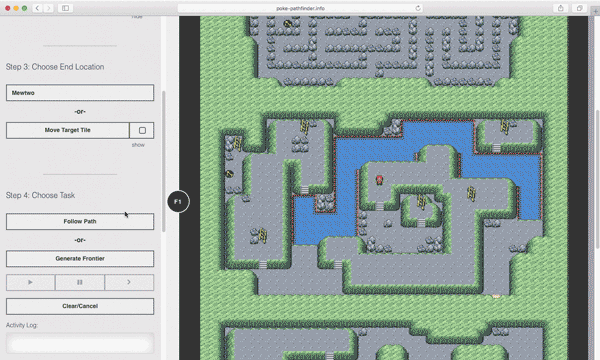 poke-pathfinder.info
hide
Step 3: Choose End Location
Mewtwo
-or-
Move Target Tile
show
Step 4: Choose Task
Follow Path
-or-
Generate Frontier
Clear/Cancel
Activity Log:
F1